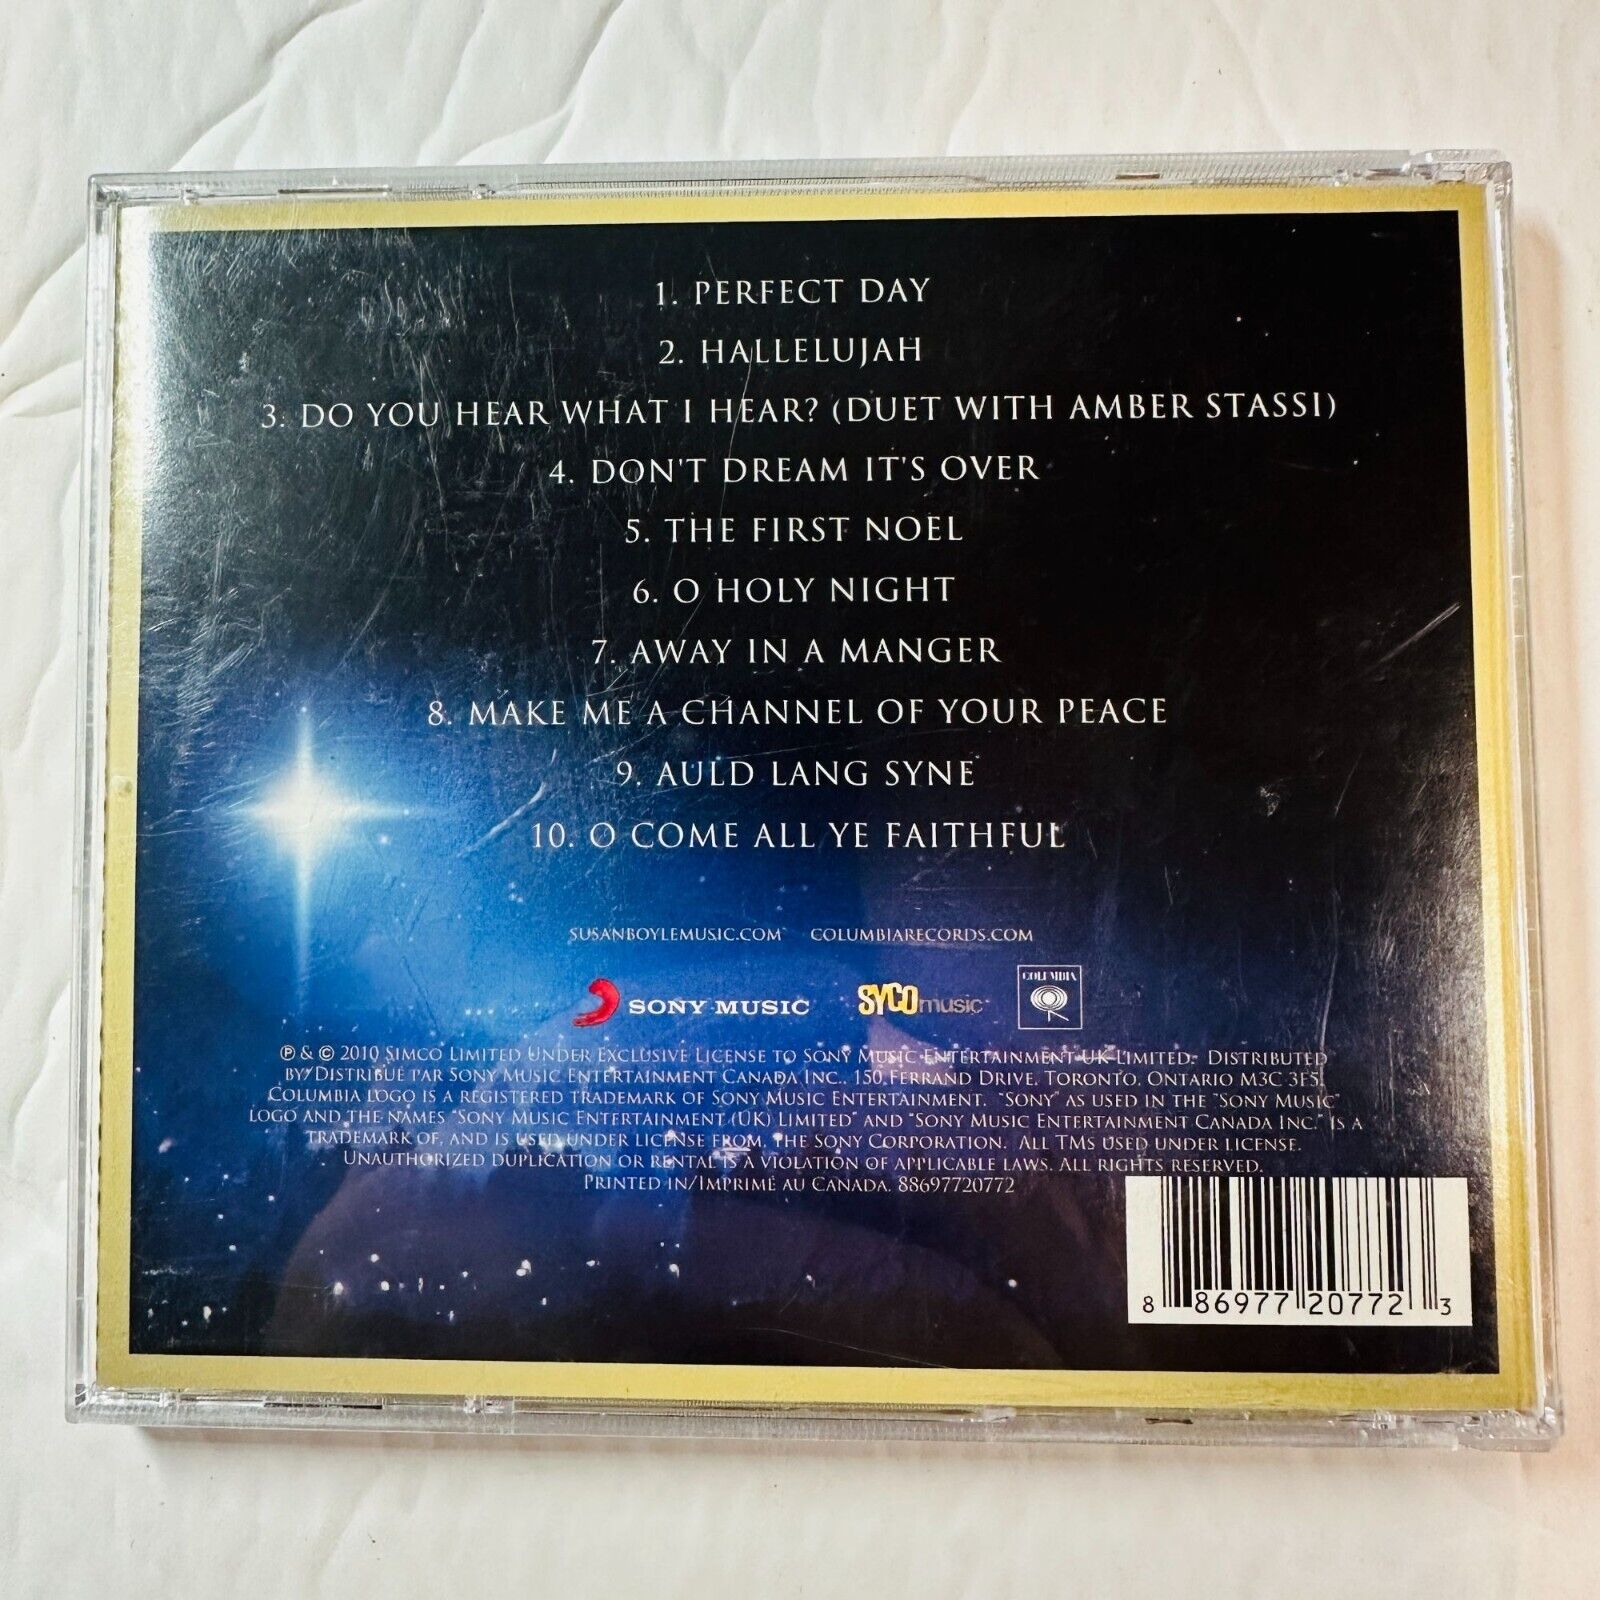 1. PERFECT DAY
2. HALLELUJAH
3. DO YOU HEAR WHAT I HEAR? (DUET WITH AMBER STASSI)
4. DON'T DREAM IT'S OVER
5. THE FIRST NOEL
6. O HOLY NIGHT
7. AWAY IN A MANGER
8. MAKE ME A CHANNEL OF YOUR PEACE
9. AULD LANG SYNE
10. O COME ALL YE FAITHFUL
SUSANBOYLEMUSIC.COM COLUMBIARECORDS.COM
SONY MUSIC SYCOmusic COLUMBIA
℗ & © 2010 SIMCO LIMITED UNDER EXCLUSIVE LICENSE TO SONY MUSIC ENTERTAINMENT UK LIMITED. DISTRIBUTED
BY/DISTRIBUÉ PAR SONY MUSIC ENTERTAINMENT CANADA INC., 150 FERRAND DRIVE, TORONTO, ONTARIO M3C 3E5.
COLUMBIA LOGO IS A REGISTERED TRADEMARK OF SONY MUSIC ENTERTAINMENT. "SONY" AS USED IN THE "SONY MUSIC"
LOGO AND THE NAMES "SONY MUSIC ENTERTAINMENT (UK) LIMITED" AND "SONY MUSIC ENTERTAINMENT CANADA INC." IS A
TRADEMARK OF, AND IS USED UNDER LICENSE FROM, THE SONY CORPORATION. ALL TMS USED UNDER LICENSE.
UNAUTHORIZED DUPLICATION OR RENTAL IS A VIOLATION OF APPLICABLE LAWS. ALL RIGHTS RESERVED.
PRINTED IN/IMPRIMÉ AU CANADA. 88697720772
8 86977 20772 3